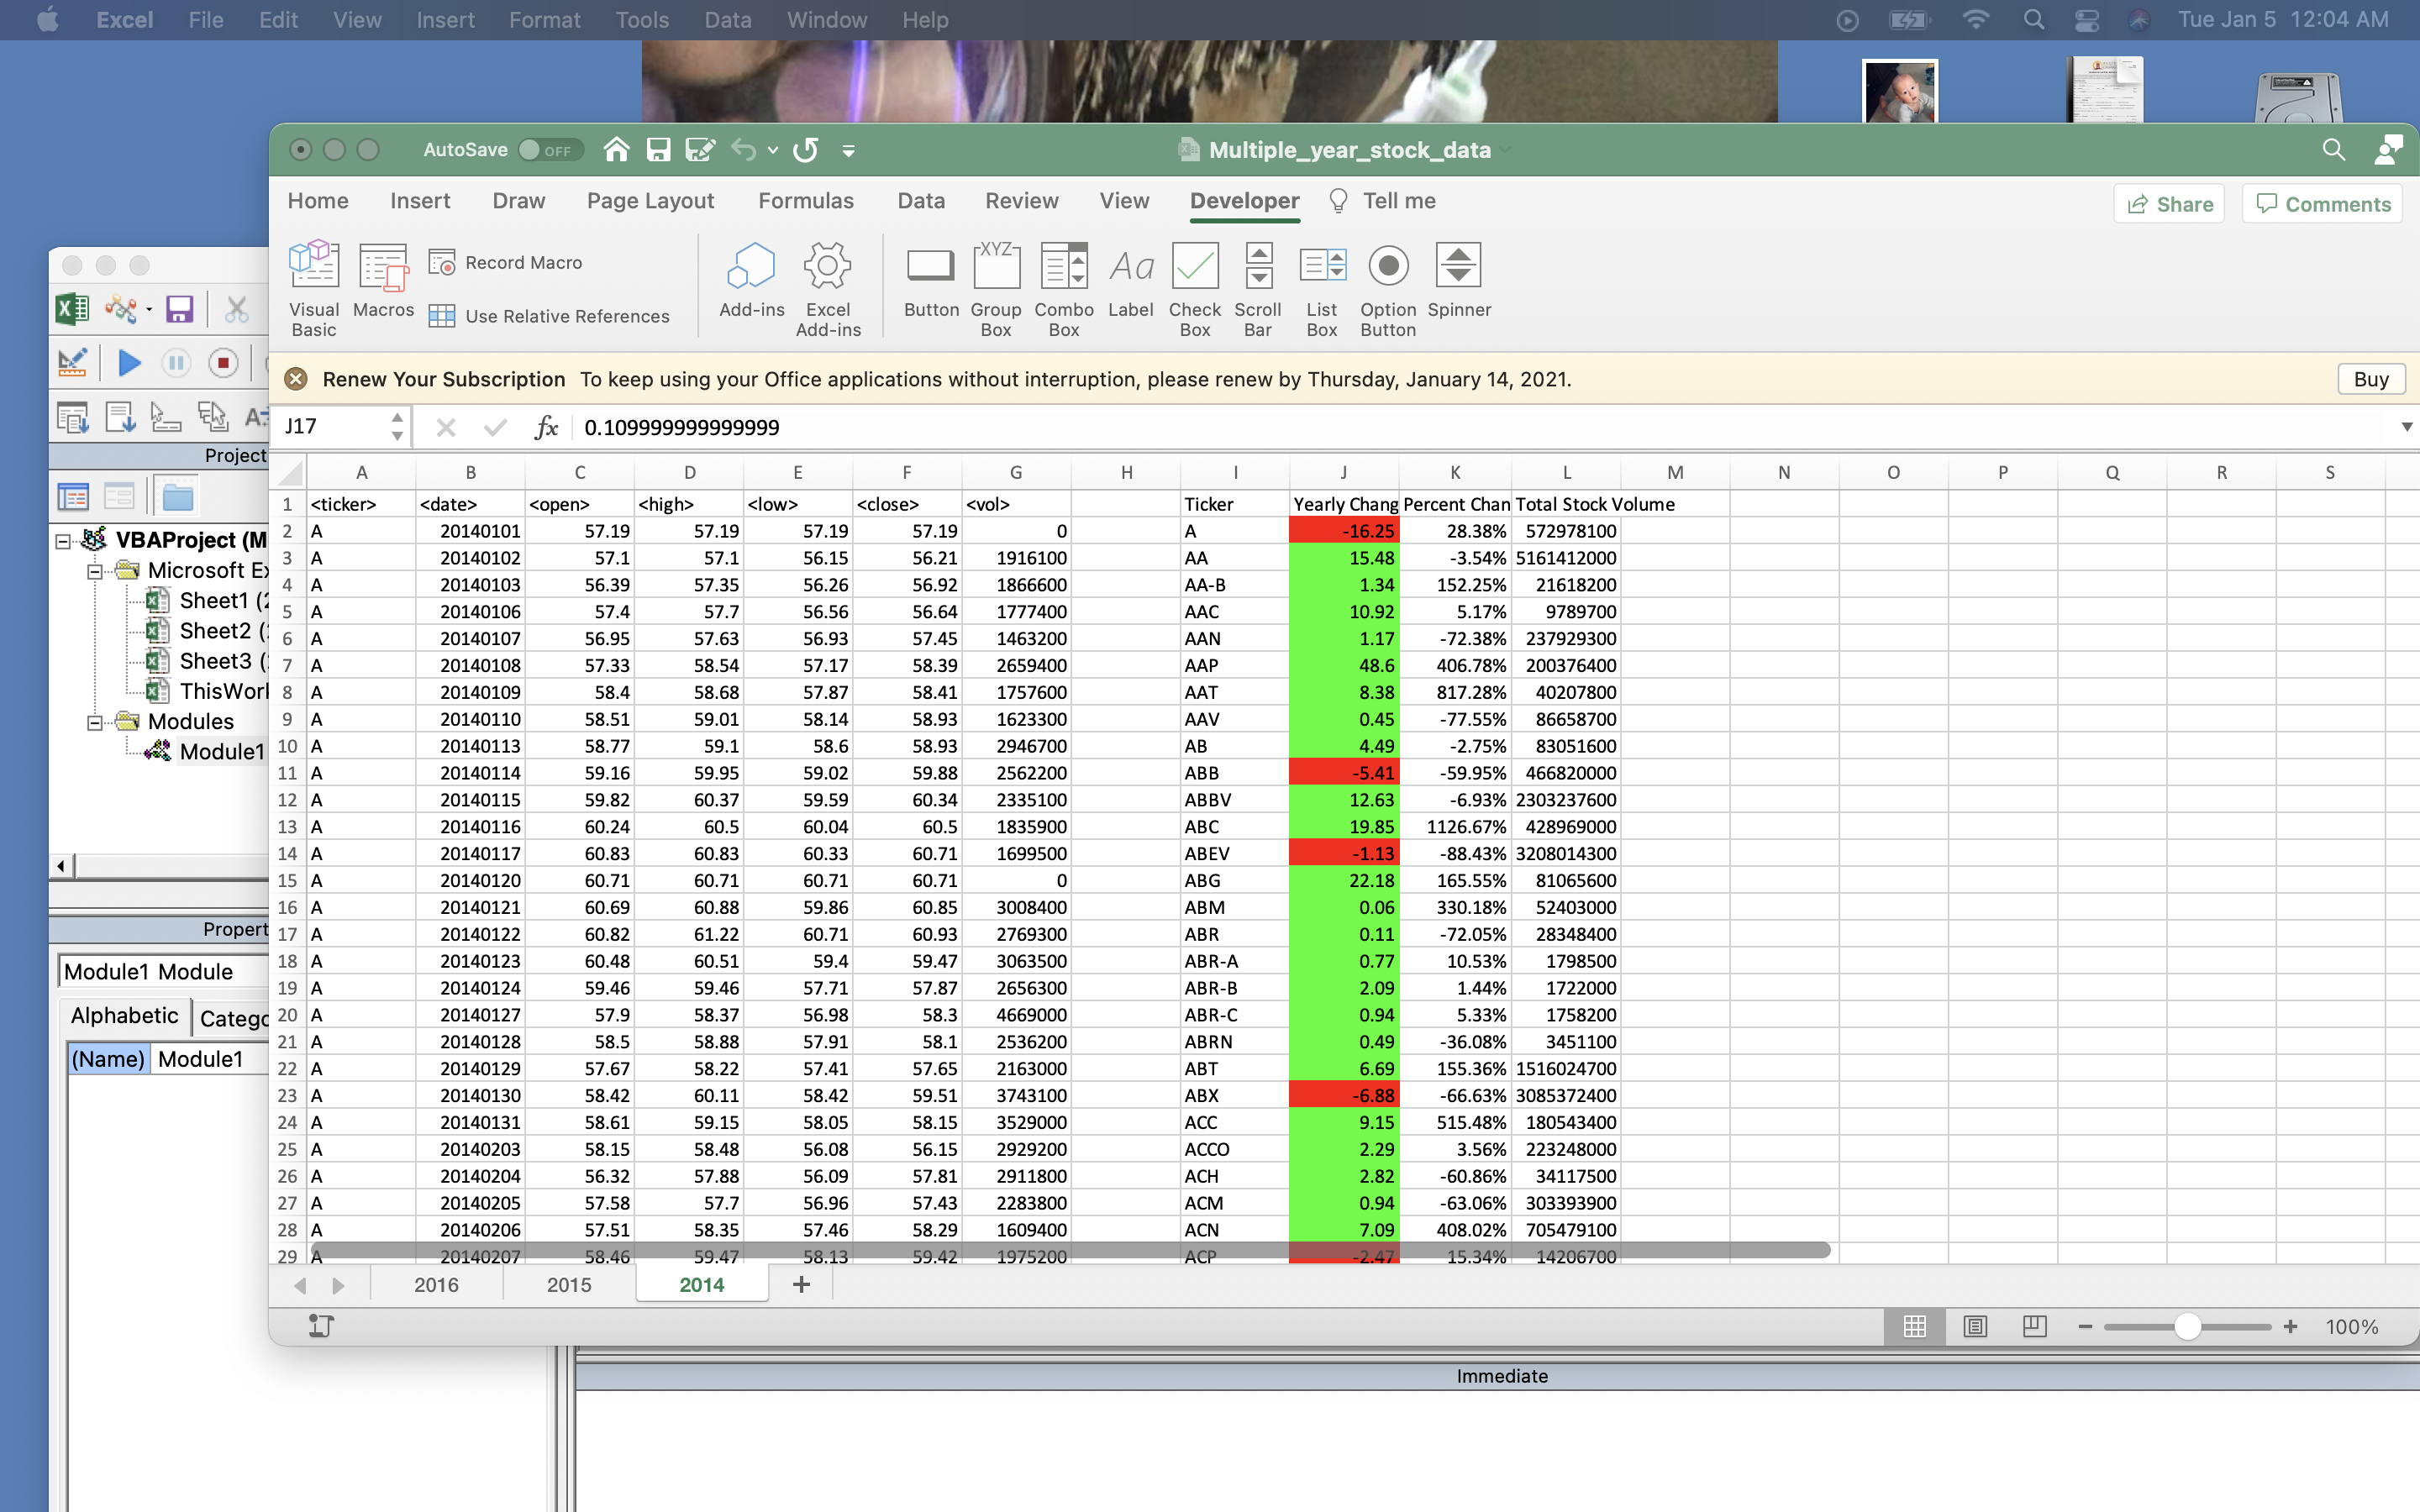 Excel File Edit View Insert Format Tools Data Window Help Tue Jan 5 12:04 AM
AutoSave OFF Multiple_year_stock_data
Home Insert Draw Page Layout Formulas Data Review View Developer Tell me Share Comments
Visual Basic Macros Record Macro Use Relative References Add-ins Excel Add-ins Button XYZ Group Box Combo Box Aa Label Check Box Scroll Bar List Box Option Button Spinner
Renew Your Subscription To keep using your Office applications without interruption, please renew by Thursday, January 14, 2021. Buy
J17 fx 0.109999999999999
A B C D E F G H I J K L M N O P Q R S
1 <ticker> <date> <open> <high> <low> <close> <vol> Ticker Yearly Chang Percent Chan Total Stock Volume
2 A 20140101 57.19 57.19 57.19 57.19 0 A -16.25 28.38% 572978100
3 A 20140102 57.1 57.1 56.15 56.21 1916100 AA 15.48 -3.54% 5161412000
4 A 20140103 56.39 57.35 56.26 56.92 1866600 AA-B 1.34 152.25% 21618200
5 A 20140106 57.4 57.7 56.56 56.64 1777400 AAC 10.92 5.17% 9789700
6 A 20140107 56.95 57.63 56.93 57.45 1463200 AAN 1.17 -72.38% 237929300
7 A 20140108 57.33 58.54 57.17 58.39 2659400 AAP 48.6 406.78% 200376400
8 A 20140109 58.4 58.68 57.87 58.41 1757600 AAT 8.38 817.28% 40207800
9 A 20140110 58.51 59.01 58.14 58.93 1623300 AAV 0.45 -77.55% 86658700
10 A 20140113 58.77 59.1 58.6 58.93 2946700 AB 4.49 -2.75% 83051600
11 A 20140114 59.16 59.95 59.02 59.88 2562200 ABB -5.41 -59.95% 466820000
12 A 20140115 59.82 60.37 59.59 60.34 2335100 ABBV 12.63 -6.93% 2303237600
13 A 20140116 60.24 60.5 60.04 60.5 1835900 ABC 19.85 1126.67% 428969000
14 A 20140117 60.83 60.83 60.33 60.71 1699500 ABEV -1.13 -88.43% 3208014300
15 A 20140120 60.71 60.71 60.71 60.71 0 ABG 22.18 165.55% 81065600
16 A 20140121 60.69 60.88 59.86 60.85 3008400 ABM 0.06 330.18% 52403000
17 A 20140122 60.82 61.22 60.71 60.93 2769300 ABR 0.11 -72.05% 28348400
18 A 20140123 60.48 60.51 59.4 59.47 3063500 ABR-A 0.77 10.53% 1798500
19 A 20140124 59.46 59.46 57.71 57.87 2656300 ABR-B 2.09 1.44% 1722000
20 A 20140127 57.9 58.37 56.98 58.3 4669000 ABR-C 0.94 5.33% 1758200
21 A 20140128 58.5 58.88 57.91 58.1 2536200 ABRN 0.49 -36.08% 3451100
22 A 20140129 57.67 58.22 57.41 57.65 2163000 ABT 6.69 155.36% 1516024700
23 A 20140130 58.42 60.11 58.42 59.51 3743100 ABX -6.88 -66.63% 3085372400
24 A 20140131 58.61 59.15 58.05 58.15 3529000 ACC 9.15 515.48% 180543400
25 A 20140203 58.15 58.48 56.08 56.15 2929200 ACCO 2.29 3.56% 223248000
26 A 20140204 56.32 57.88 56.09 57.81 2911800 ACH 2.82 -60.86% 34117500
27 A 20140205 57.58 57.7 56.96 57.43 2283800 ACM 0.94 -63.06% 303393900
28 A 20140206 57.51 58.35 57.46 58.29 1609400 ACN 7.09 408.02% 705479100
29 A 20140207 58.46 59.47 58.13 59.42 1975200 ACP -2.47 15.34% 14206700
2016 2015 2014 +
100%
Project
VBAProject (M
Microsoft Ex
Sheet1 (2
Sheet2 (
Sheet3 (
ThisWor
Modules
Module1
Propert
Module1 Module
Alphabetic Catego
(Name) Module1
Immediate